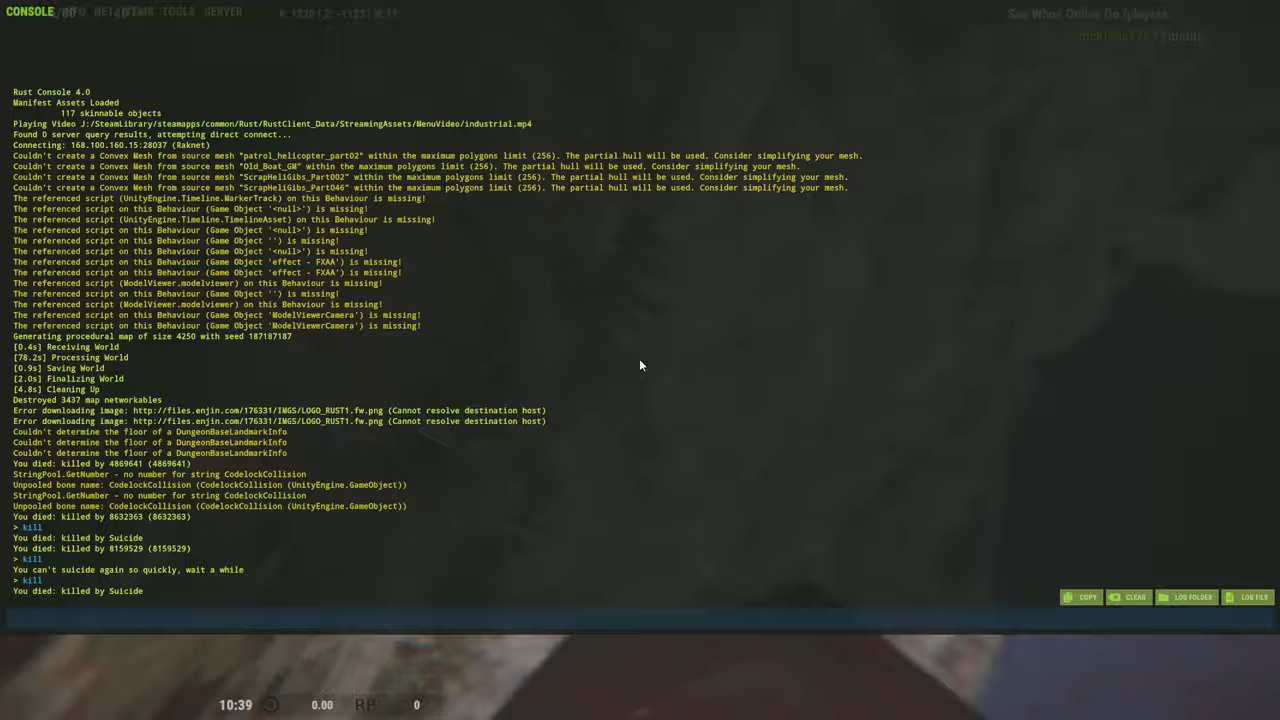 CONSOLE
TOOLS SERVER
See Whos Online Do /players
Rust Console 4.0
Manifest Assets Loaded
117 skinnable objects
Playing Video J:/SteamLibrary/steamapps/common/Rust/RustClient_Data/StreamingAssets/MenuVideo/industrial.mp4
Found 0 server query results, attempting direct connect...
Connecting: 168.100.160.15:28037 (Raknet)
Couldn't create a Convex Mesh from source mesh "patrol_helicopter_part02" within the maximum polygons limit (256). The partial hull will be used. Consider simplifying your mesh.
Couldn't create a Convex Mesh from source mesh "Old_Boat_GM" within the maximum polygons limit (256). The partial hull will be used. Consider simplifying your mesh.
Couldn't create a Convex Mesh from source mesh "ScrapHeliGibs_Part002" within the maximum polygons limit (256). The partial hull will be used. Consider simplifying your mesh.
Couldn't create a Convex Mesh from source mesh "ScrapHeliGibs_Part046" within the maximum polygons limit (256). The partial hull will be used. Consider simplifying your mesh.
The referenced script (UnityEngine.Timeline.MarkerTrack) on this Behaviour is missing!
The referenced script on this Behaviour (Game Object '<null>') is missing!
The referenced script (UnityEngine.Timeline.TimelineAsset) on this Behaviour is missing!
The referenced script on this Behaviour (Game Object '<null>') is missing!
The referenced script on this Behaviour (Game Object '') is missing!
The referenced script on this Behaviour (Game Object '<null>') is missing!
The referenced script on this Behaviour (Game Object 'effect - FXAA') is missing!
The referenced script on this Behaviour (Game Object 'effect - FXAA') is missing!
The referenced script (ModelViewer.modelviewer) on this Behaviour is missing!
The referenced script on this Behaviour (Game Object '') is missing!
The referenced script (ModelViewer.modelviewer) on this Behaviour is missing!
The referenced script on this Behaviour (Game Object 'ModelViewerCamera') is missing!
The referenced script on this Behaviour (Game Object 'ModelViewerCamera') is missing!
Generating procedural map of size 4250 with seed 187187187
[0.4s] Receiving World
[78.2s] Processing World
[0.9s] Saving World
[2.0s] Finalizing World
[4.8s] Cleaning Up
Destroyed 3437 map networkables
Error downloading image: http://files.enjin.com/176331/IMGS/LOGO_RUST1.fw.png (Cannot resolve destination host)
Error downloading image: http://files.enjin.com/176331/IMGS/LOGO_RUST1.fw.png (Cannot resolve destination host)
Couldn't determine the floor of a DungeonBaseLandmarkInfo
Couldn't determine the floor of a DungeonBaseLandmarkInfo
Couldn't determine the floor of a DungeonBaseLandmarkInfo
You died: killed by 4869641 (4869641)
StringPool.GetNumber - no number for string CodelockCollision
Unpooled bone name: CodelockCollision (CodelockCollision (UnityEngine.GameObject))
StringPool.GetNumber - no number for string CodelockCollision
Unpooled bone name: CodelockCollision (CodelockCollision (UnityEngine.GameObject))
You died: killed by 8632363 (8632363)
> kill
You died: killed by Suicide
You died: killed by 8159529 (8159529)
> kill
You can't suicide again so quickly, wait a while
> kill
You died: killed by Suicide
COPY CLEAR LOG FOLDER LOG FILE
10:39 0.00 RP 0